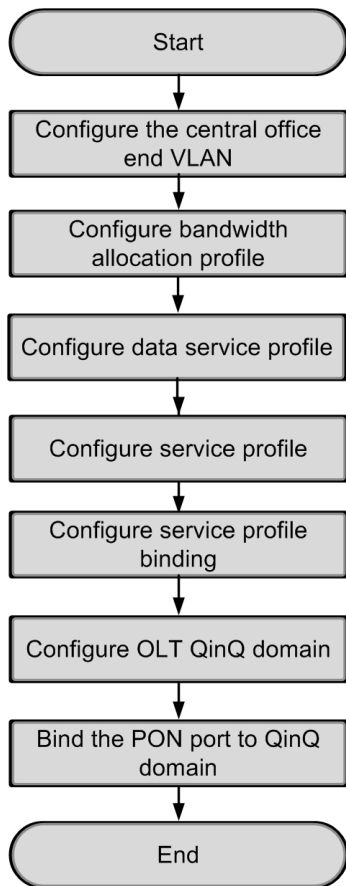 Start
Configure the central office
end VLAN
Configure bandwidth
allocation profile
Configure data service profile
Configure service profile
Configure service profile
binding
Configure OLT QinQ domain
Bind the PON port to QinQ
domain
End